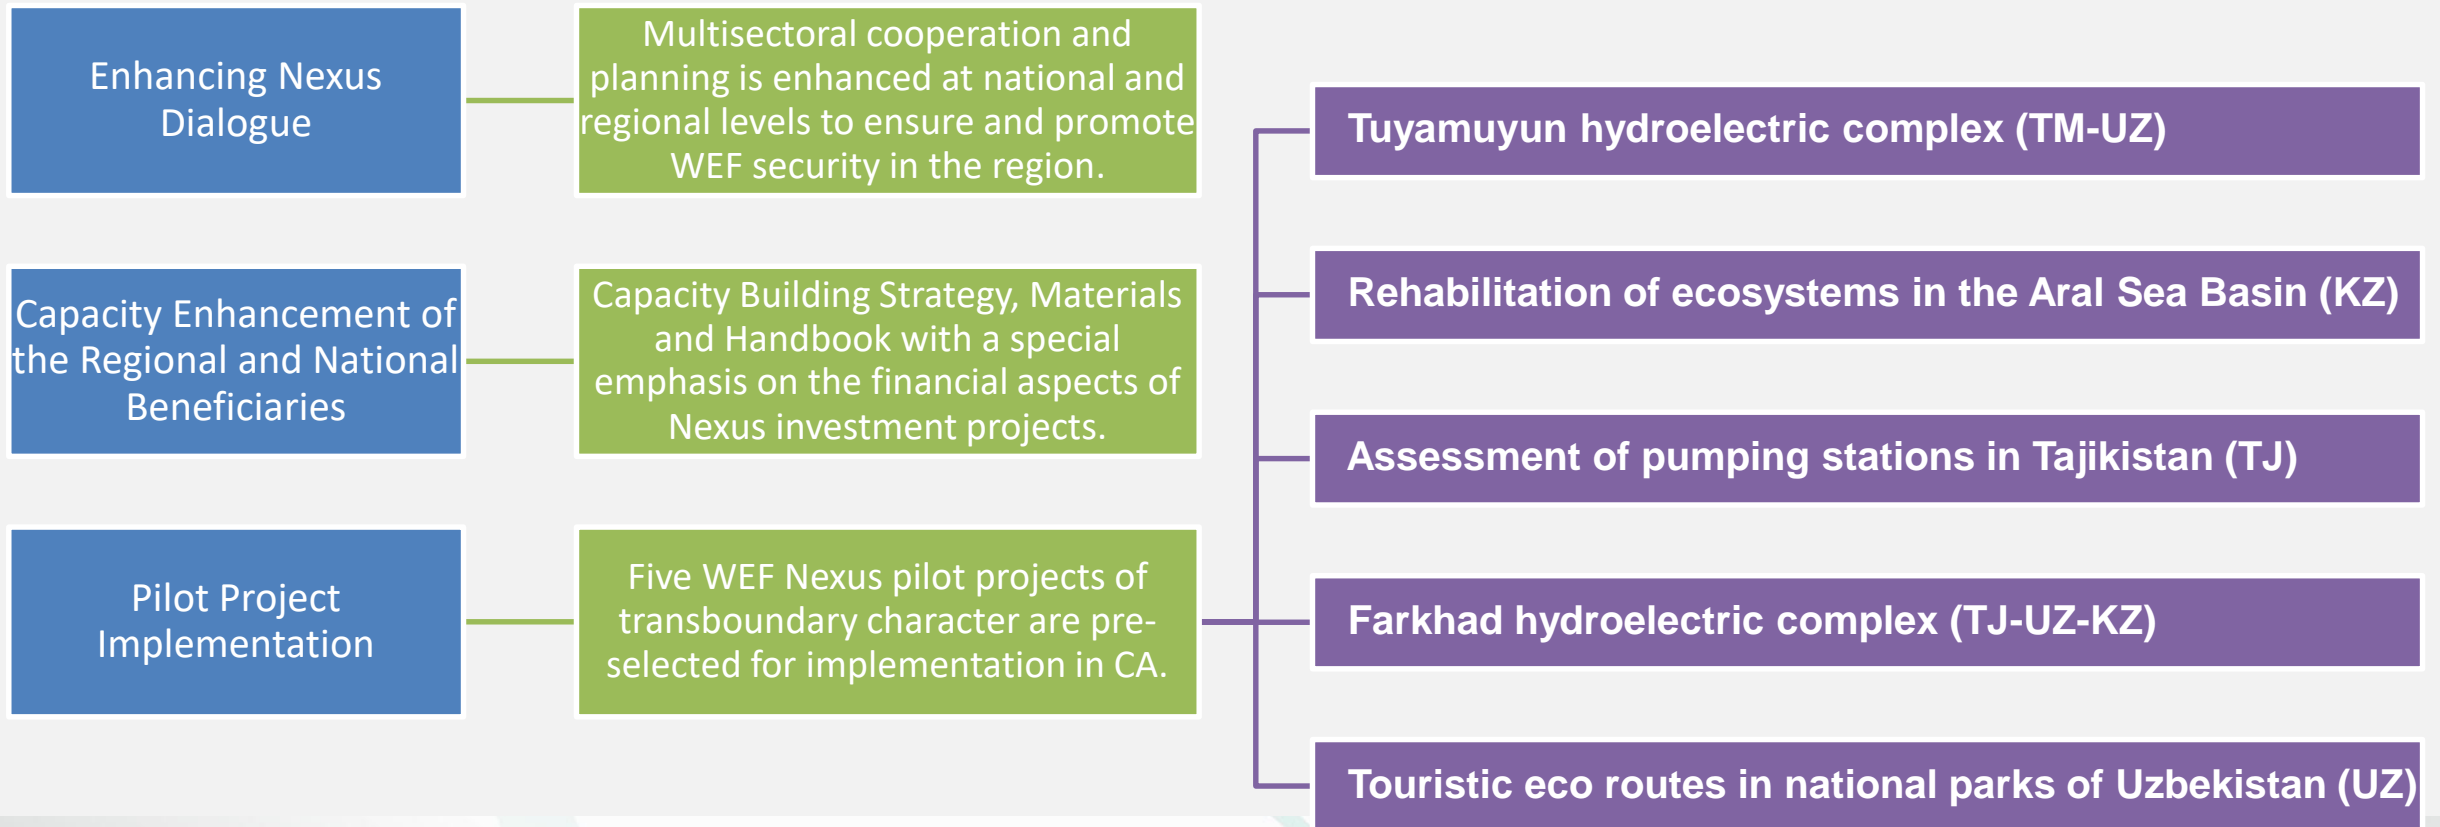 Enhancing Nexus
Dialogue
Multisectoral cooperation and
planning is enhanced at national and
regional levels to ensure and promote
WEF security in the region.
Capacity Enhancement of
the Regional and National
Beneficiaries
Capacity Building Strategy, Materials
and Handbook with a special
emphasis on the financial aspects of
Nexus investment projects.
Pilot Project
Implementation
Five WEF Nexus pilot projects of
transboundary character are pre-
selected for implementation in CA.
Tuyamuyun hydroelectric complex (TM-UZ)
Rehabilitation of ecosystems in the Aral Sea Basin (KZ)
Assessment of pumping stations in Tajikistan (TJ)
Farkhad hydroelectric complex (TJ-UZ-KZ)
Touristic eco routes in national parks of Uzbekistan (UZ)